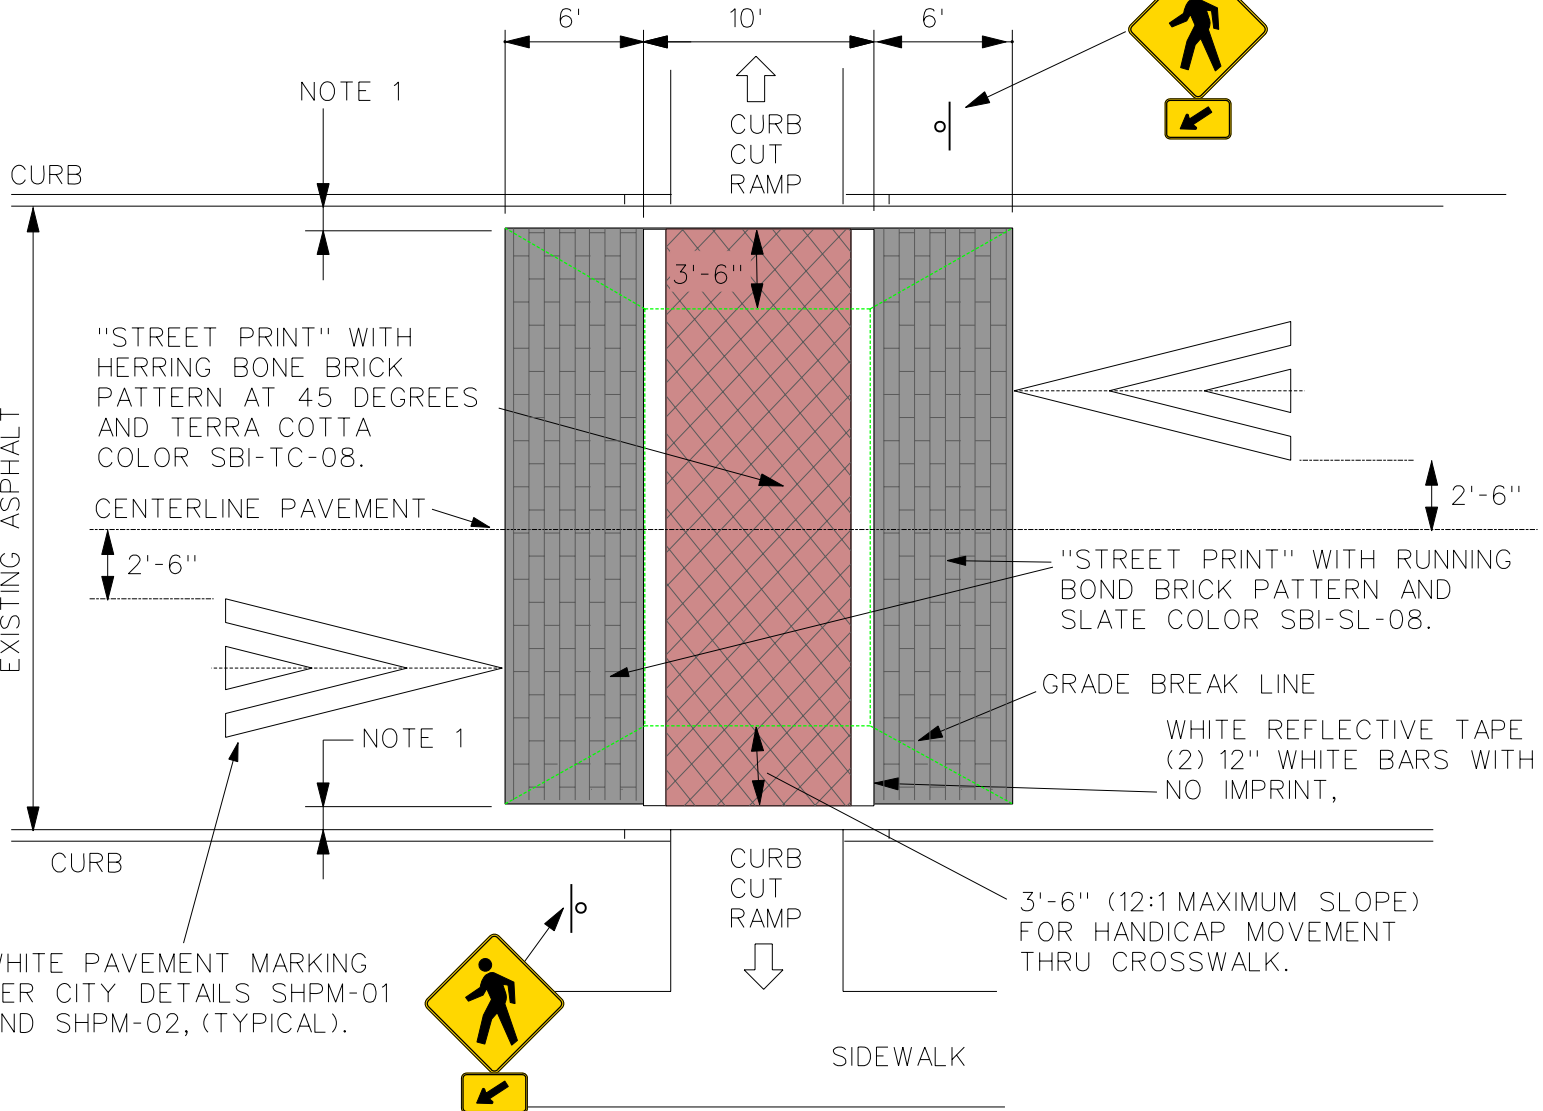 6'
10'
6'
NOTE 1
CURB
CUT
RAMP
CURB
3'-6"
"STREET PRINT" WITH
HERRING BONE BRICK
PATTERN AT 45 DEGREES
AND TERRA COTTA
COLOR SBI-TC-08.
EXISTING ASPHALT
CENTERLINE PAVEMENT
2'-6"
2'-6"
"STREET PRINT" WITH RUNNING
BOND BRICK PATTERN AND
SLATE COLOR SBI-SL-08.
GRADE BREAK LINE
NOTE 1
WHITE REFLECTIVE TAPE
(2) 12" WHITE BARS WITH
NO IMPRINT,
CURB
CURB
CUT
RAMP
3'-6" (12:1 MAXIMUM SLOPE)
FOR HANDICAP MOVEMENT
THRU CROSSWALK.
PAVEMENT MARKING
CITY DETAILS SHPM-01
SHPM-02, (TYPICAL).
SIDEWALK